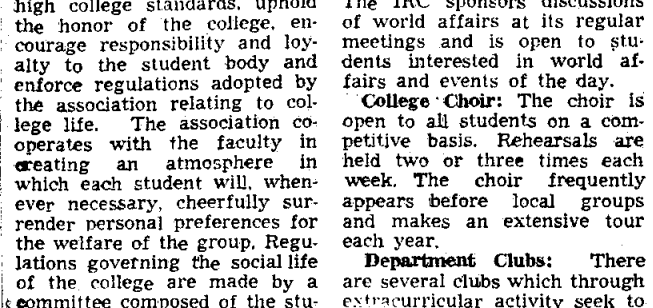 high college standards, uphold
the honor of the college, en-
courage responsibility and loy-
alty to the student body and
enforce regulations adopted by
the association relating to col-
lege life. The association co-
operates with the faculty in
creating an atmosphere in
which each student will, when-
ever necessary, cheerfully sur-
render personal preferences for
the welfare of the group. Regu-
lations governing the social life
of the college are made by a
committee composed of the stu-
The IRC sponsors discussions
of world affairs at its regular
meetings and is open to stu-
dents interested in world af-
fairs and events of the day.
College Choir: The choir is
open to all students on a com-
petitive basis. Rehearsals are
held two or three times each
week. The choir frequently
appears before local groups
and makes an extensive tour
each year.
Department Clubs: There
are several clubs which through
extracurricular activity seek to